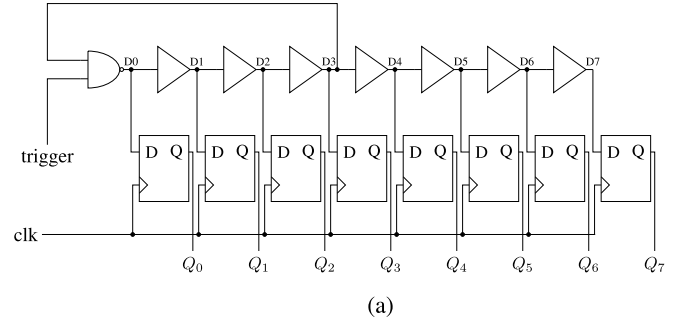 D0 D1 D2 D3 D4 D5 D6 D7
trigger
D Q D Q D Q D Q D Q D Q D Q D Q
clk
Q0 Q1 Q2 Q3 Q4 Q5 Q6 Q7
(a)